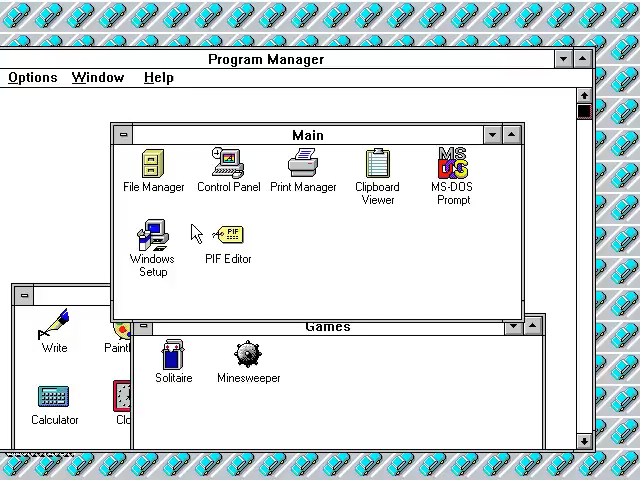 Program Manager
Options Window Help
Main
File Manager
Control Panel
Print Manager
Clipboard
Viewer
MS-DOS
Prompt
MS
DOS
Windows
Setup
PIF
PIF Editor
Games
Write
Paint
Solitaire
Minesweeper
Calculator
Clo